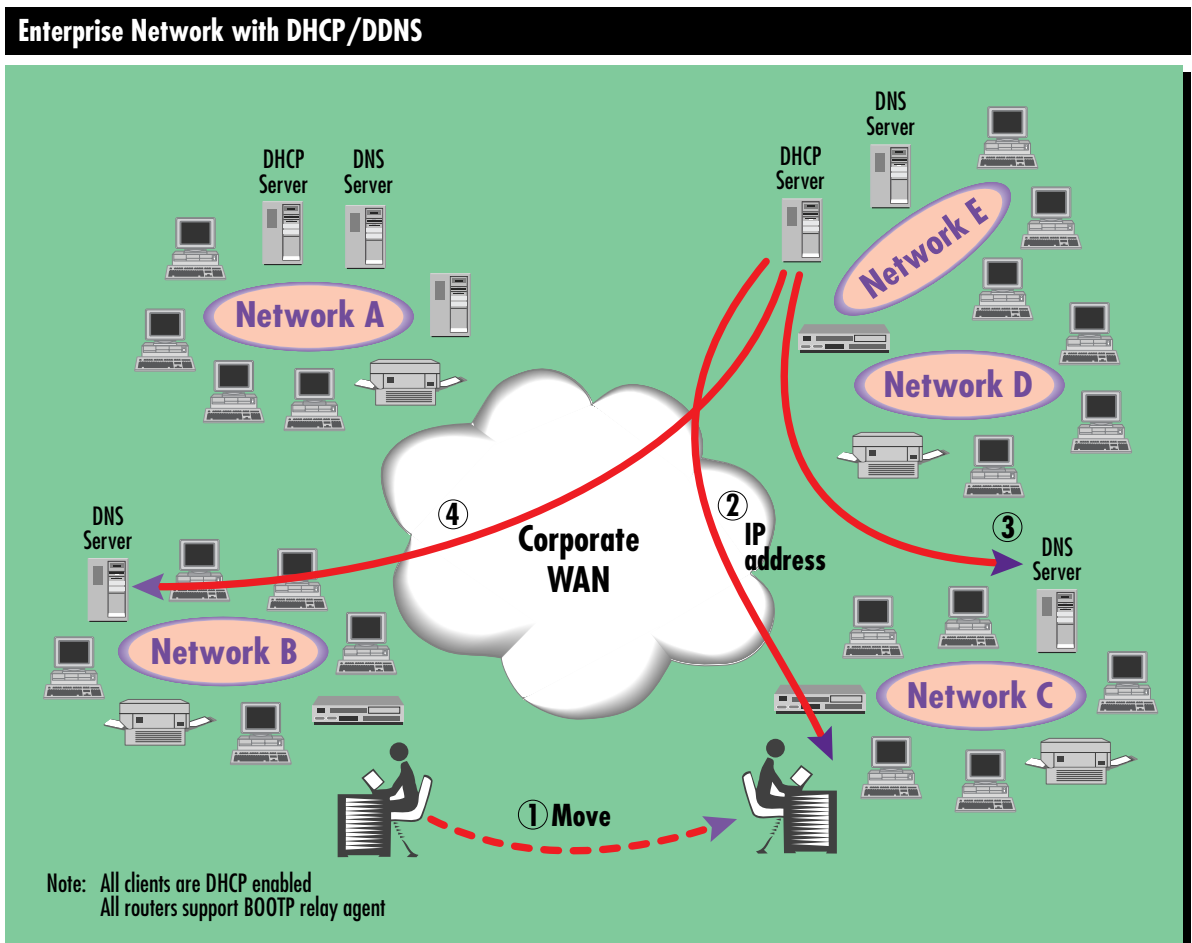 Enterprise Network with DHCP/DDNS
DHCP
Server
DNS
Server
Network A
DHCP
Server
DNS
Server
Network E
Network D
④
Corporate
WAN
②
IP
address
③
DNS
Server
Network B
DNS
Server
Network C
① Move
Note: All clients are DHCP enabled
All routers support BOOTP relay agent